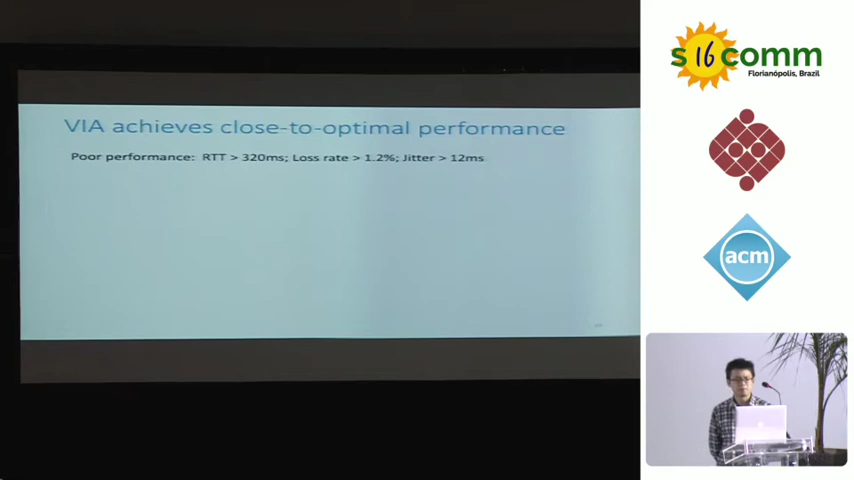 VIA achieves close-to-optimal performance
Poor performance: RTT > 320ms; Loss rate > 1.2%; Jitter > 12ms
s16comm
Florianópolis, Brazil
acm